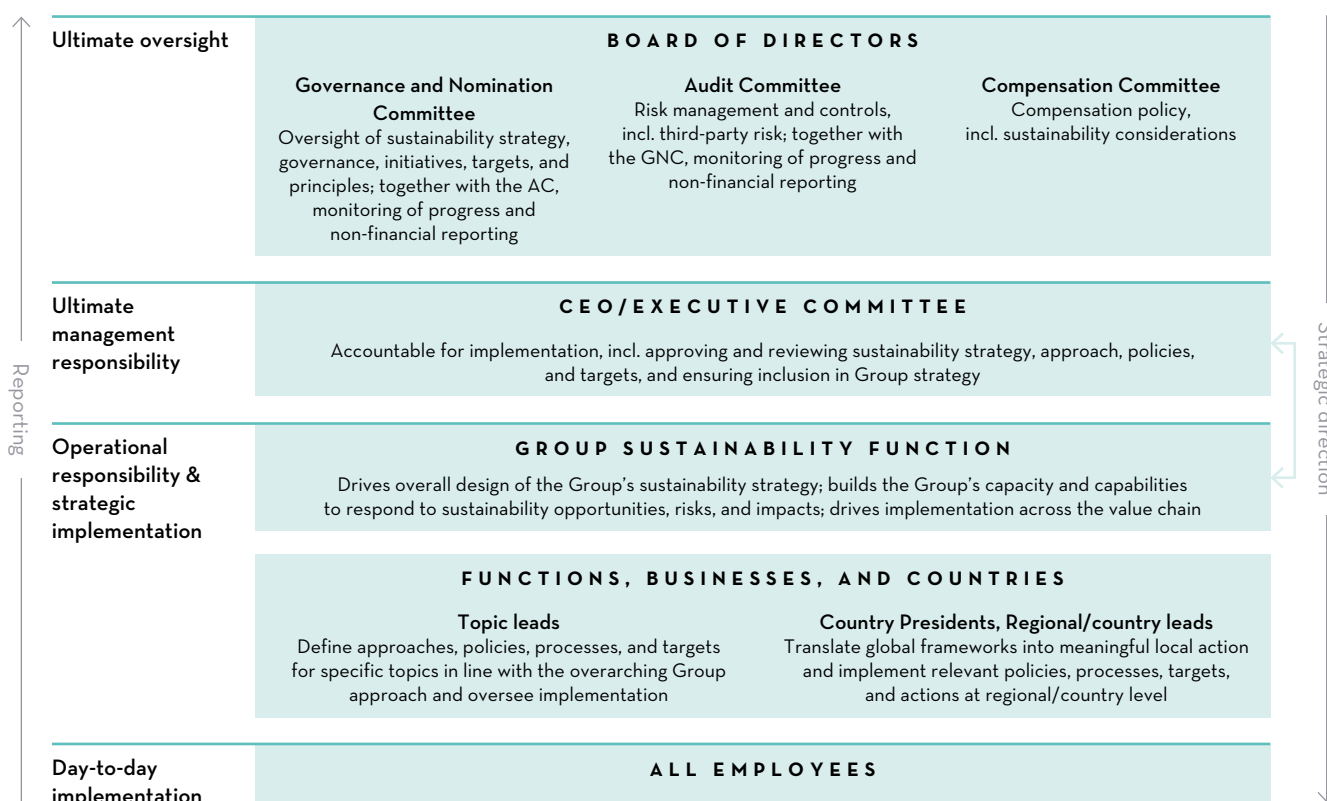 Ultimate oversight
BOARD OF DIRECTORS
Governance and Nomination
Committee
Oversight of sustainability strategy,
governance, initiatives, targets, and
principles; together with the AC,
monitoring of progress and
non-financial reporting
Audit Committee
Risk management and controls,
incl. third-party risk; together with
the GNC, monitoring of progress and
non-financial reporting
Compensation Committee
Compensation policy,
incl. sustainability considerations
Ultimate
management
responsibility
CEO/EXECUTIVE COMMITTEE
Accountable for implementation, incl. approving and reviewing sustainability strategy, approach, policies,
and targets, and ensuring inclusion in Group strategy
Reporting
Strategic direction
Operational
responsibility &
strategic
implementation
GROUP SUSTAINABILITY FUNCTION
Drives overall design of the Group's sustainability strategy; builds the Group's capacity and capabilities
to respond to sustainability opportunities, risks, and impacts; drives implementation across the value chain
FUNCTIONS, BUSINESSES, AND COUNTRIES
Topic leads
Define approaches, policies, processes, and targets
for specific topics in line with the overarching Group
approach and oversee implementation
Country Presidents, Regional/country leads
Translate global frameworks into meaningful local action
and implement relevant policies, processes, targets,
and actions at regional/country level
Day-to-day
implementation
ALL EMPLOYEES